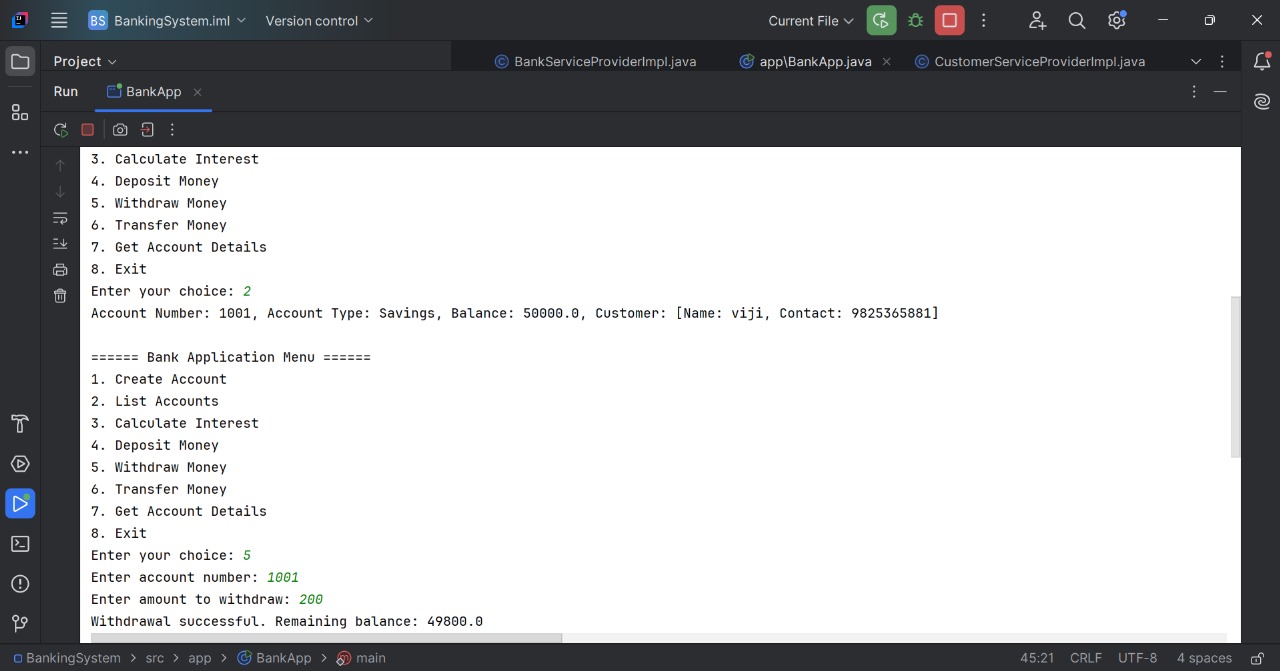 BS BankingSystem.iml Version control Current File
Project BankServiceProviderImpl.java app\BankApp.java CustomerServiceProviderImpl.java
Run BankApp
3. Calculate Interest
4. Deposit Money
5. Withdraw Money
6. Transfer Money
7. Get Account Details
8. Exit
Enter your choice: 2
Account Number: 1001, Account Type: Savings, Balance: 50000.0, Customer: [Name: viji, Contact: 9825365881]
====== Bank Application Menu ======
1. Create Account
2. List Accounts
3. Calculate Interest
4. Deposit Money
5. Withdraw Money
6. Transfer Money
7. Get Account Details
8. Exit
Enter your choice: 5
Enter account number: 1001
Enter amount to withdraw: 200
Withdrawal successful. Remaining balance: 49800.0
BankingSystem > src > app > BankApp > main 45:21 CRLF UTF-8 4 spaces